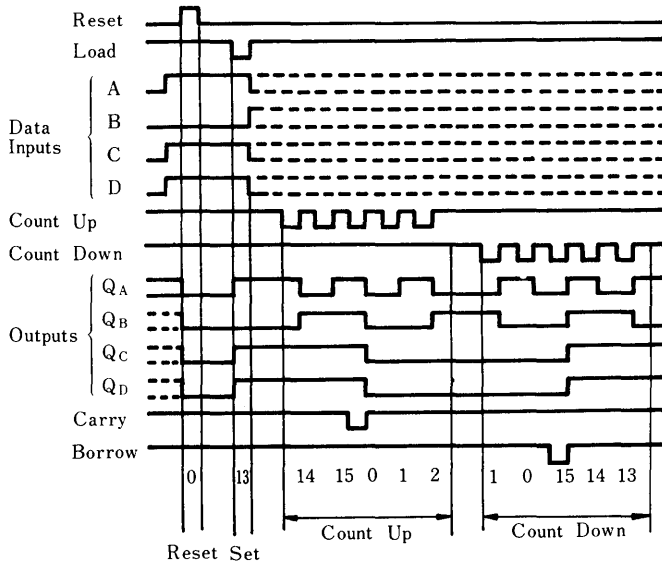 Reset
Load
A
B
Data
Inputs
C
D
Count Up
Count Down
QA
QB
Outputs
QC
QD
Carry
Borrow
0 13 14 15 0 1 2 1 0 15 14 13
Count Up Count Down
Reset Set